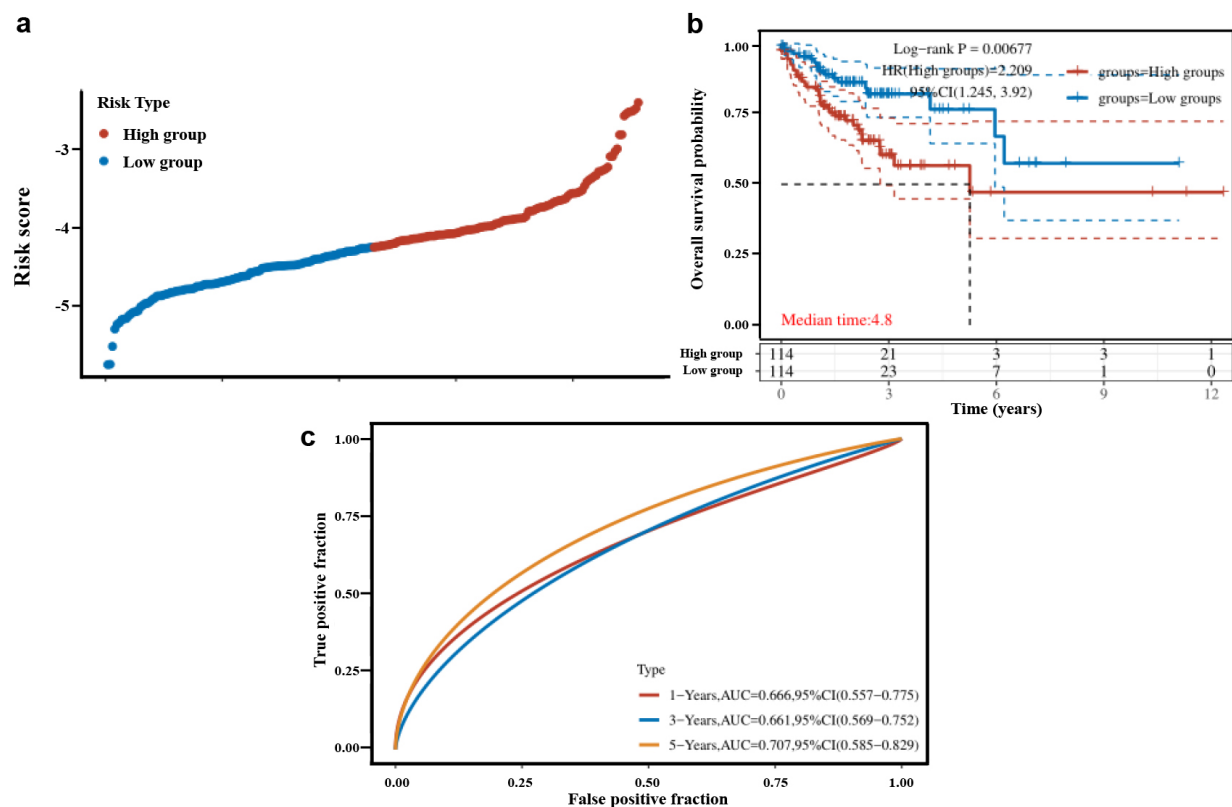 a
Risk Type
High group
Low group
Risk score
-3
-4
-5
b
Log-rank P = 0.00677
HR(High groups)=2.209
95%CI(1.245, 3.92)
groups=High groups
groups=Low groups
Overall survival probability
1.00
0.75
0.50
0.25
0.00
Median time:4.8
High group 114 21 3 3 1
Low group 114 23 7 1 0
0 3 6 9 12
Time (years)
c
True positive fraction
1.00
0.75
0.50
0.25
0.00
Type
1-Years,AUC=0.666,95%CI(0.557-0.775)
3-Years,AUC=0.661,95%CI(0.569-0.752)
5-Years,AUC=0.707,95%CI(0.585-0.829)
0.00 0.25 0.50 0.75 1.00
False positive fraction